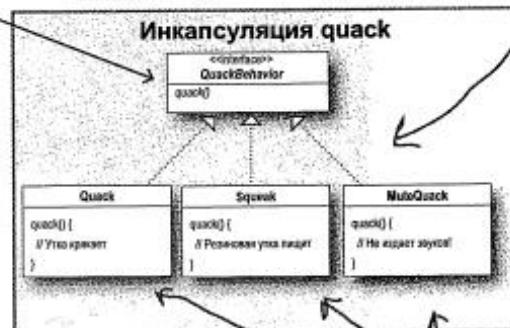 Инкапсуляция quack
<<interface>>
QuackBehavior
quack()
Quack
quack() {
// Утка крякает
}
Squeak
quack() {
// Резиновая утка пищит
}
MuteQuack
quack() {
// Не издает звуков!
}